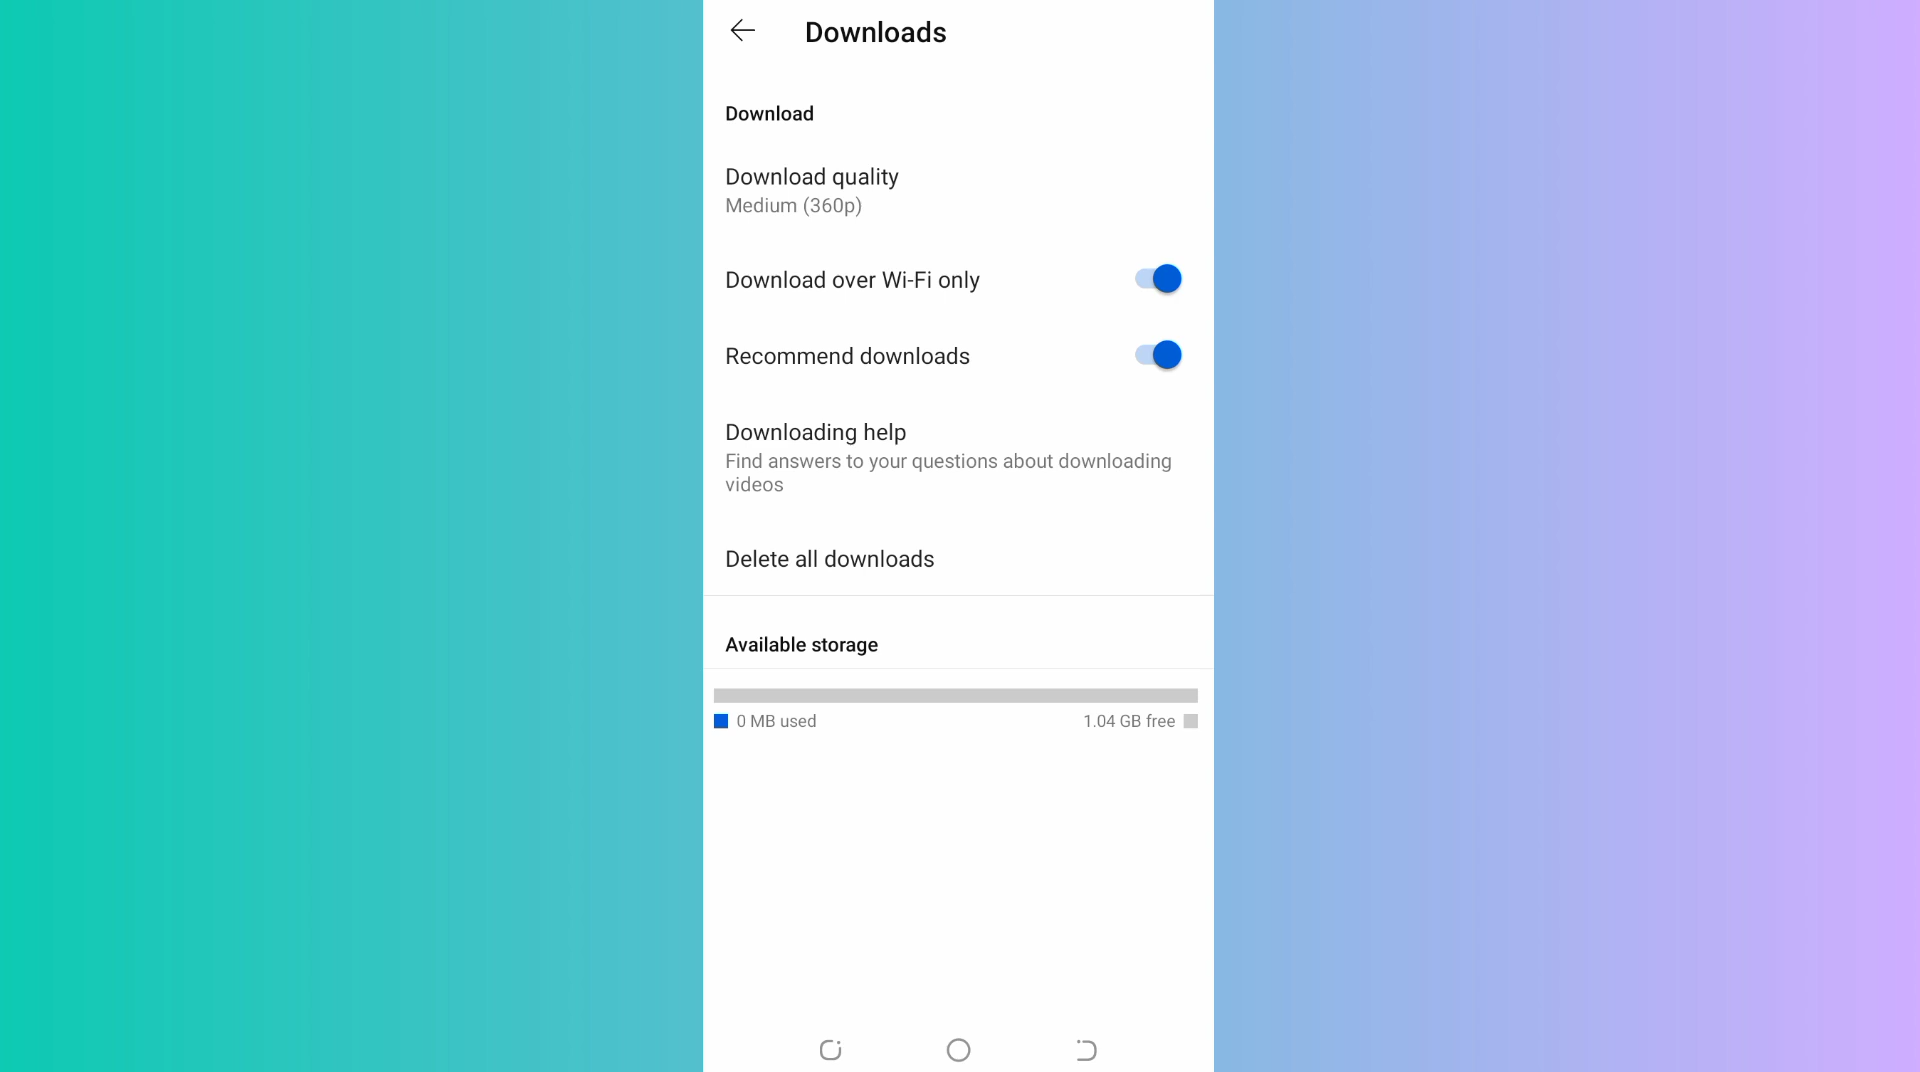 Downloads
Download
Download quality
Medium (360p)
Download over Wi-Fi only
Recommend downloads
Downloading help
Find answers to your questions about downloading
videos
Delete all downloads
Available storage
0 MB used
1.04 GB free